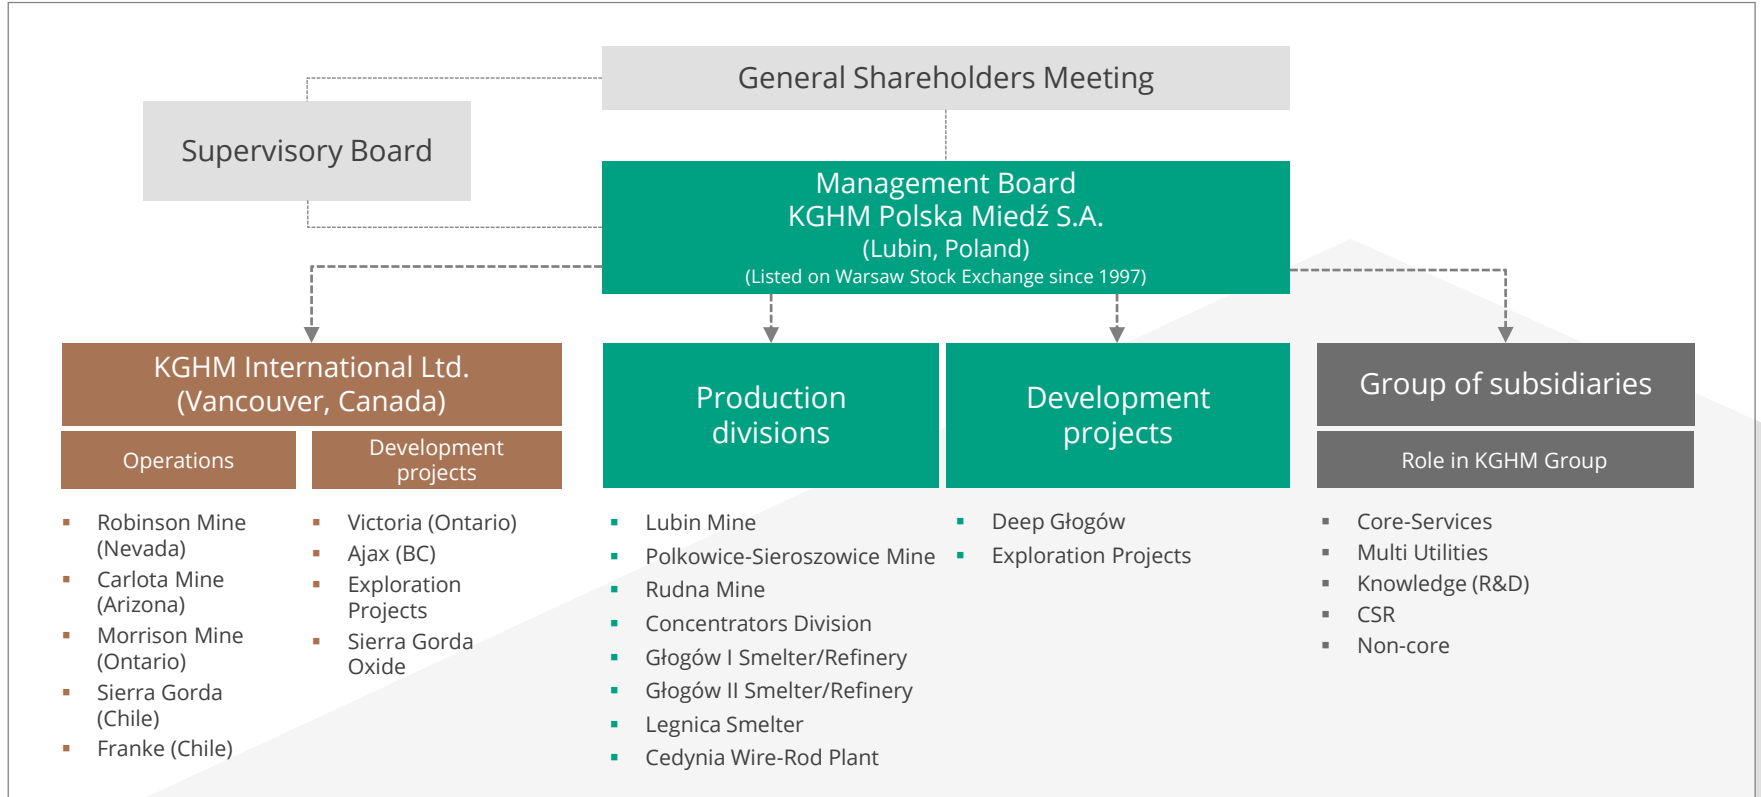 General Shareholders Meeting
Supervisory Board
Management Board
KGHM Polska Miedź S.A.
(Lubin, Poland)
(Listed on Warsaw Stock Exchange since 1997)
KGHM International Ltd.
(Vancouver, Canada)
Operations
Development
projects
▪ Robinson Mine
(Nevada)
▪ Carlota Mine
(Arizona)
▪ Morrison Mine
(Ontario)
▪ Sierra Gorda
(Chile)
▪ Franke (Chile)
▪ Victoria (Ontario)
▪ Ajax (BC)
▪ Exploration
Projects
▪ Sierra Gorda
Oxide
Production
divisions
▪ Lubin Mine
▪ Polkowice-Sieroszowice Mine
▪ Rudna Mine
▪ Concentrators Division
▪ Głogów I Smelter/Refinery
▪ Głogów II Smelter/Refinery
▪ Legnica Smelter
▪ Cedynia Wire-Rod Plant
Development
projects
▪ Deep Głogów
▪ Exploration Projects
Group of subsidiaries
Role in KGHM Group
▪ Core-Services
▪ Multi Utilities
▪ Knowledge (R&D)
▪ CSR
▪ Non-core